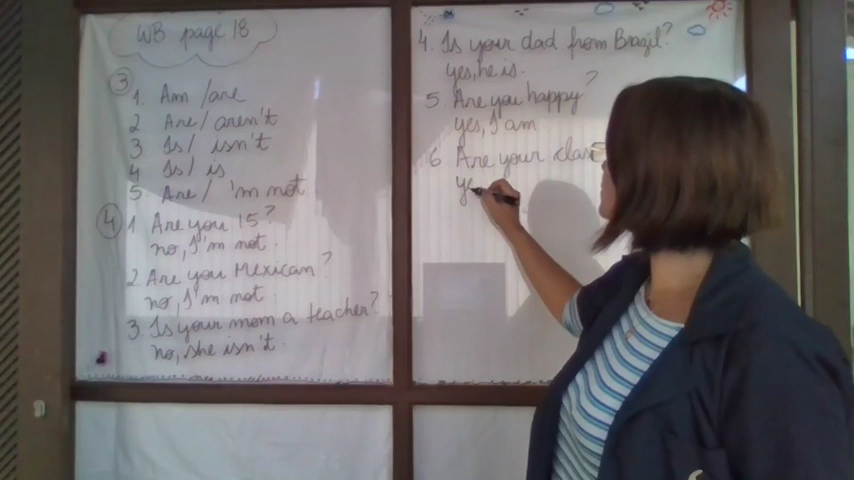 WB page 18
3
1. Am /are
2 Are/ aren't
3 Is/ isn't
4 Is/ is
5. Are/ 'm not
4
1 Are you 15?
no, I'm not.
2. Are you Mexican?
no, I'm not
3. Is your mom a teacher?
no, she isn't.
4. Is your dad from Brazil?
yes, he is.
5. Are you happy?
yes, I am
6 Are your
ye